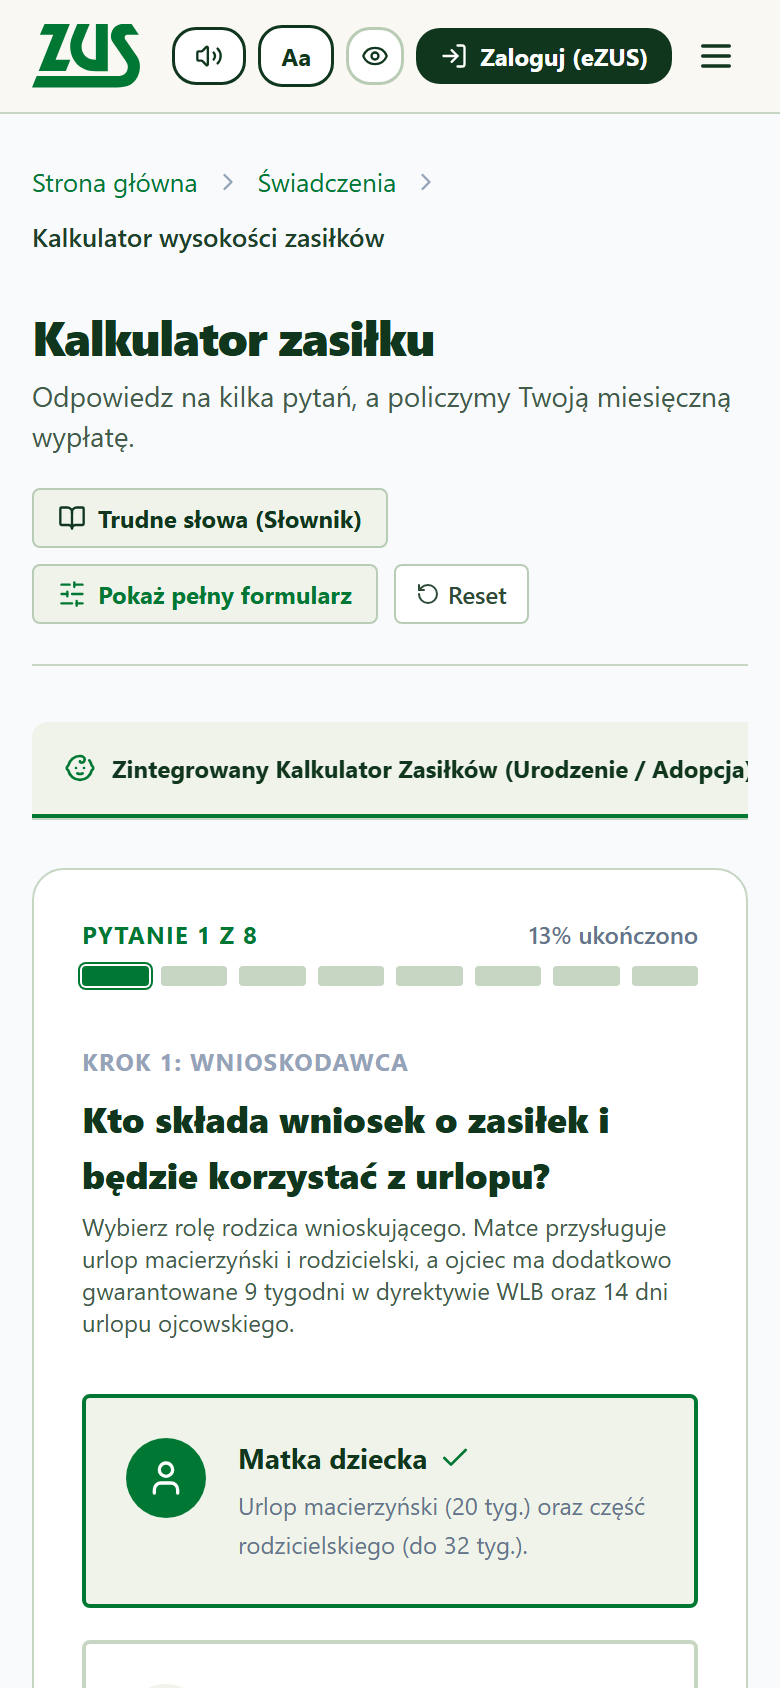 ZUS
Aa
Zaloguj (eZUS)
Strona główna
Świadczenia
Kalkulator wysokości zasiłków
Kalkulator zasiłku
Odpowiedz na kilka pytań, a policzymy Twoją miesięczną
wypłatę.
Trudne słowa (Słownik)
Pokaż pełny formularz
Reset
Zintegrowany Kalkulator Zasiłków (Urodzenie / Adopcja)
PYTANIE 1 Z 8
13% ukończono
KROK 1: WNIOSKODAWCA
Kto składa wniosek o zasiłek i
będzie korzystać z urlopu?
Wybierz rolę rodzica wnioskującego. Matce przysługuje
urlop macierzyński i rodzicielski, a ojciec ma dodatkowo
gwarantowane 9 tygodni w dyrektywie WLB oraz 14 dni
urlopu ojcowskiego.
Matka dziecka
Urlop macierzyński (20 tyg.) oraz część
rodzicielskiego (do 32 tyg.).